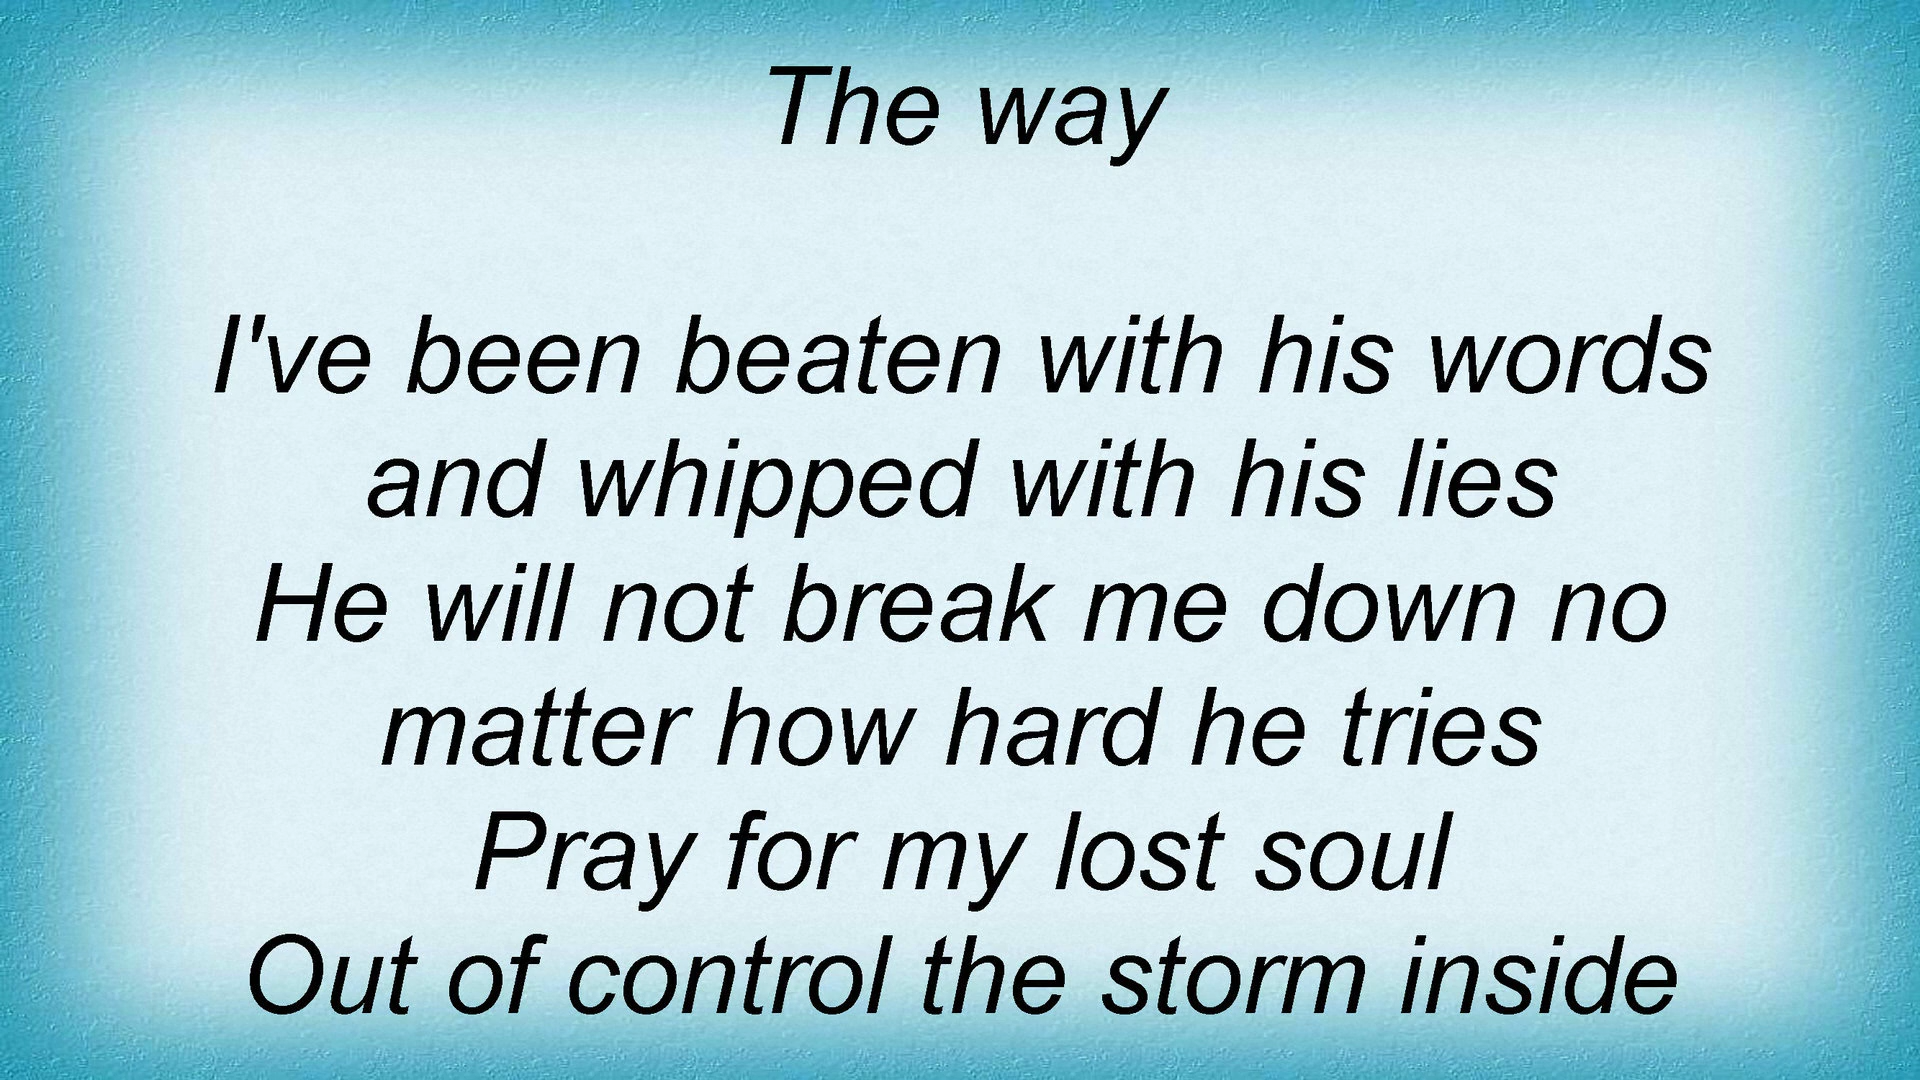 The way
I've been beaten with his words
and whipped with his lies
He will not break me down no
matter how hard he tries
Pray for my lost soul
Out of control the storm inside